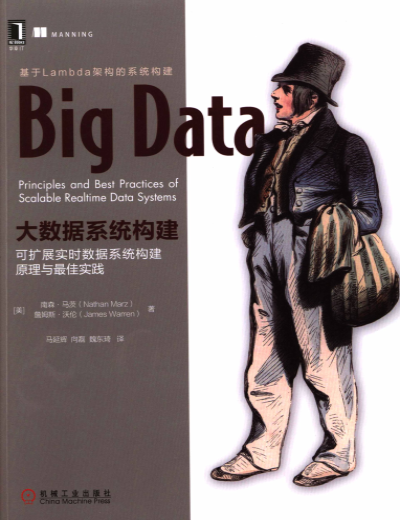 华章IT
MANNING
基于Lambda架构的系统构建
Big Data
Principles and Best Practices of
Scalable Realtime Data Systems
大数据系统构建
可扩展实时数据系统构建
原理与最佳实践
[美] 南森·马茨(Nathan Marz) 著
詹姆斯·沃伦(James Warren)
马延辉 向磊 魏东琦 译
机械工业出版社
China Machine Press